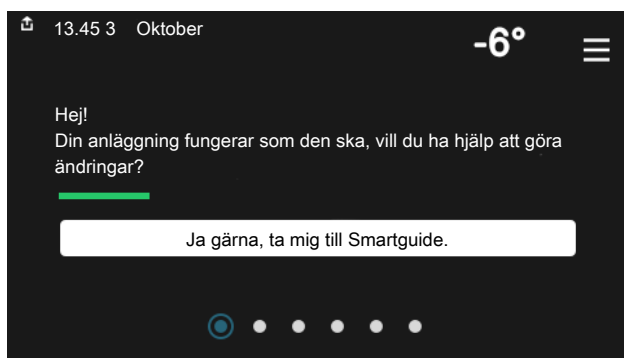 13.45 3 Oktober
-6°
Hej!
Din anläggning fungerar som den ska, vill du ha hjälp att göra
ändringar?
Ja gärna, ta mig till Smartguide.